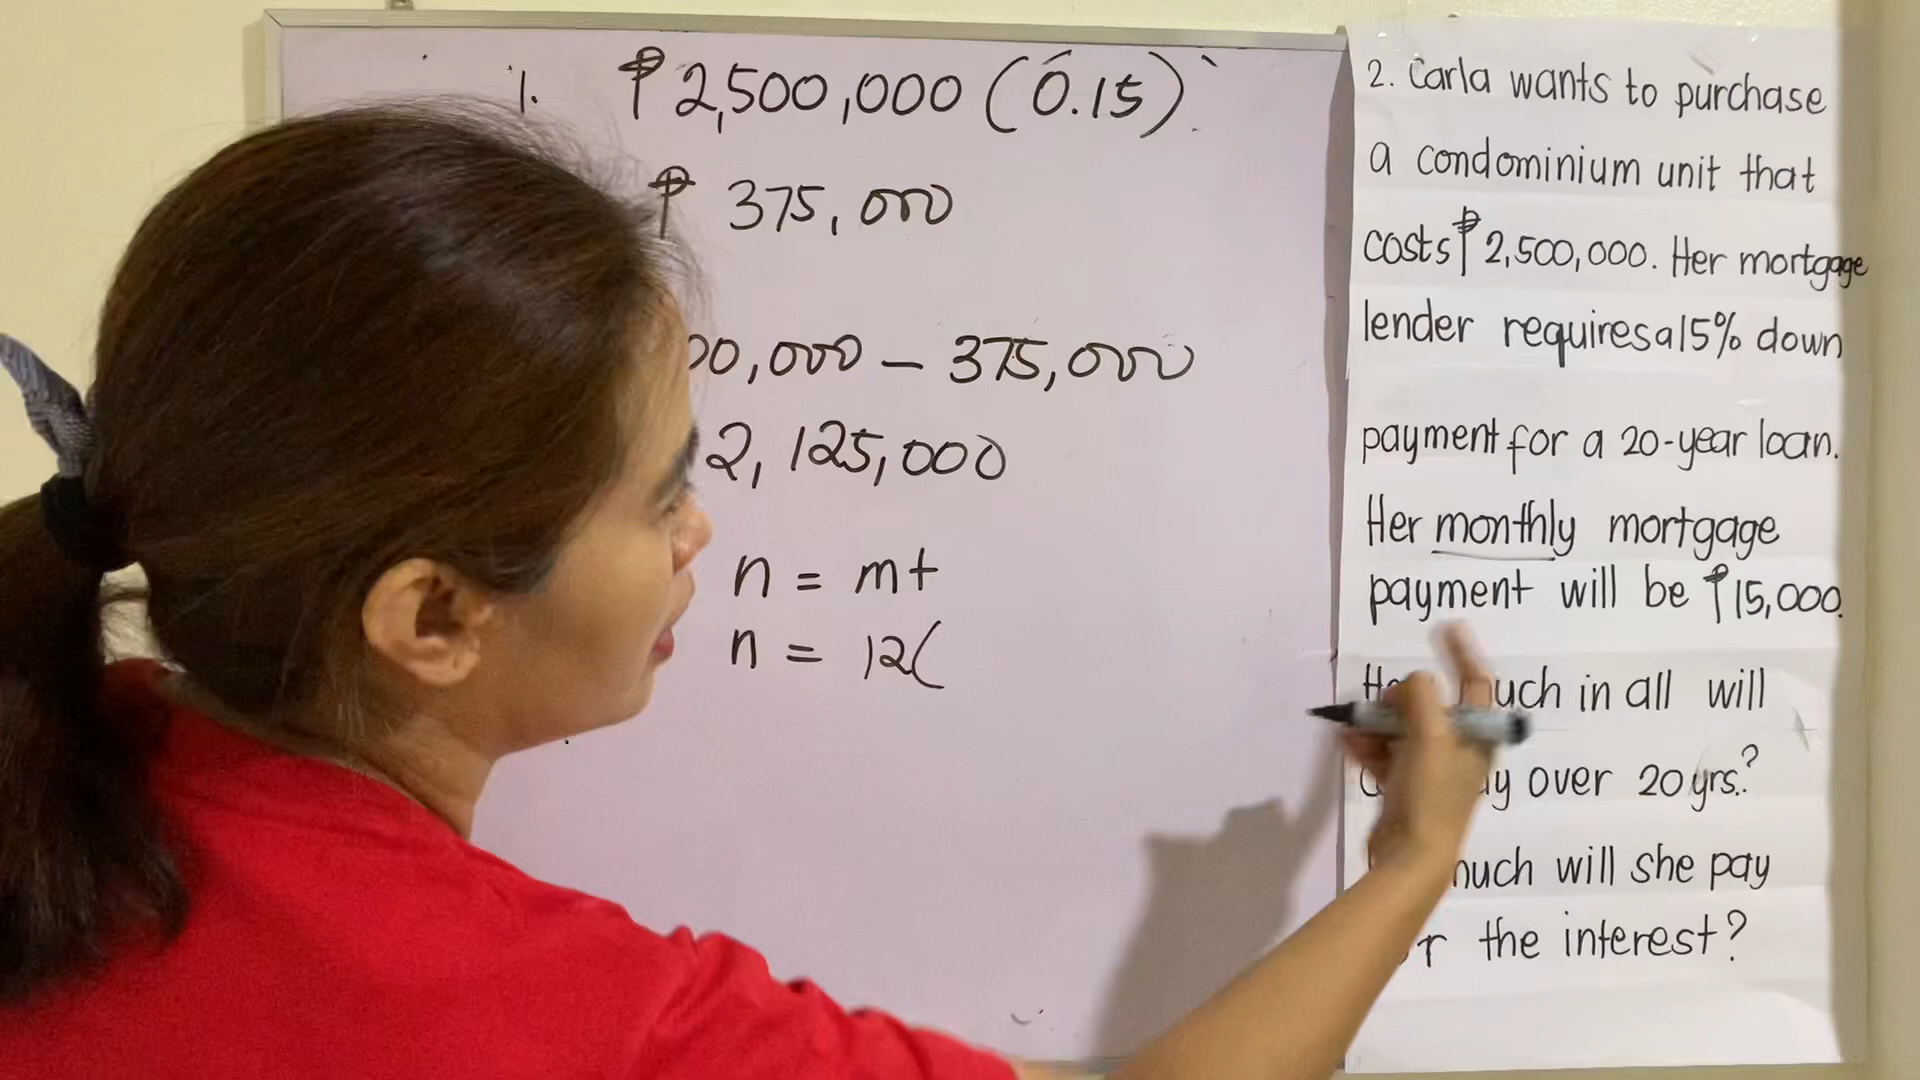 1. ₱2,500,000 (0.15)
₱ 375,000
00,000 – 375,000
2,125,000
n = mt
n = 12(
2. Carla wants to purchase
a condominium unit that
costs ₱2,500,000. Her mortgage
lender requires a 15% down
payment for a 20-year loan.
Her monthly mortgage
payment will be ₱15,000.
in all will
over 20 yrs.?
will she pay
the interest?